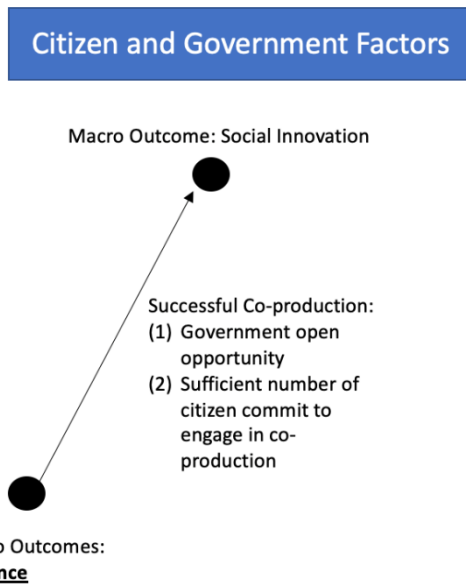 Citizen and Government Factors
Macro Outcome: Social Innovation
Successful Co-production:
(1) Government open
opportunity
(2) Sufficient number of
citizen commit to
engage in co-
production
o Outcomes:
nce